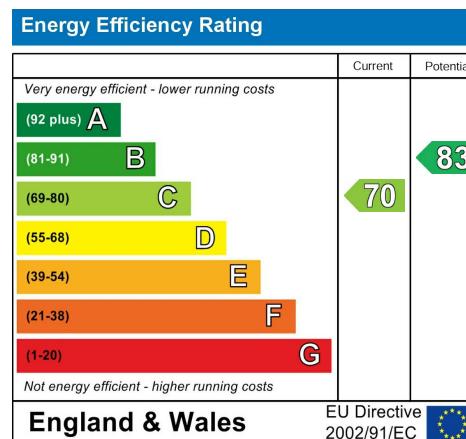 Energy Efficiency Rating
Current Potentia
Very energy efficient - lower running costs
(92 plus) A
(81-91) B
83
(69-80) C
70
(55-68) D
(39-54) E
(21-38) F
(1-20) G
Not energy efficient - higher running costs
England & Wales
EU Directive
2002/91/EC